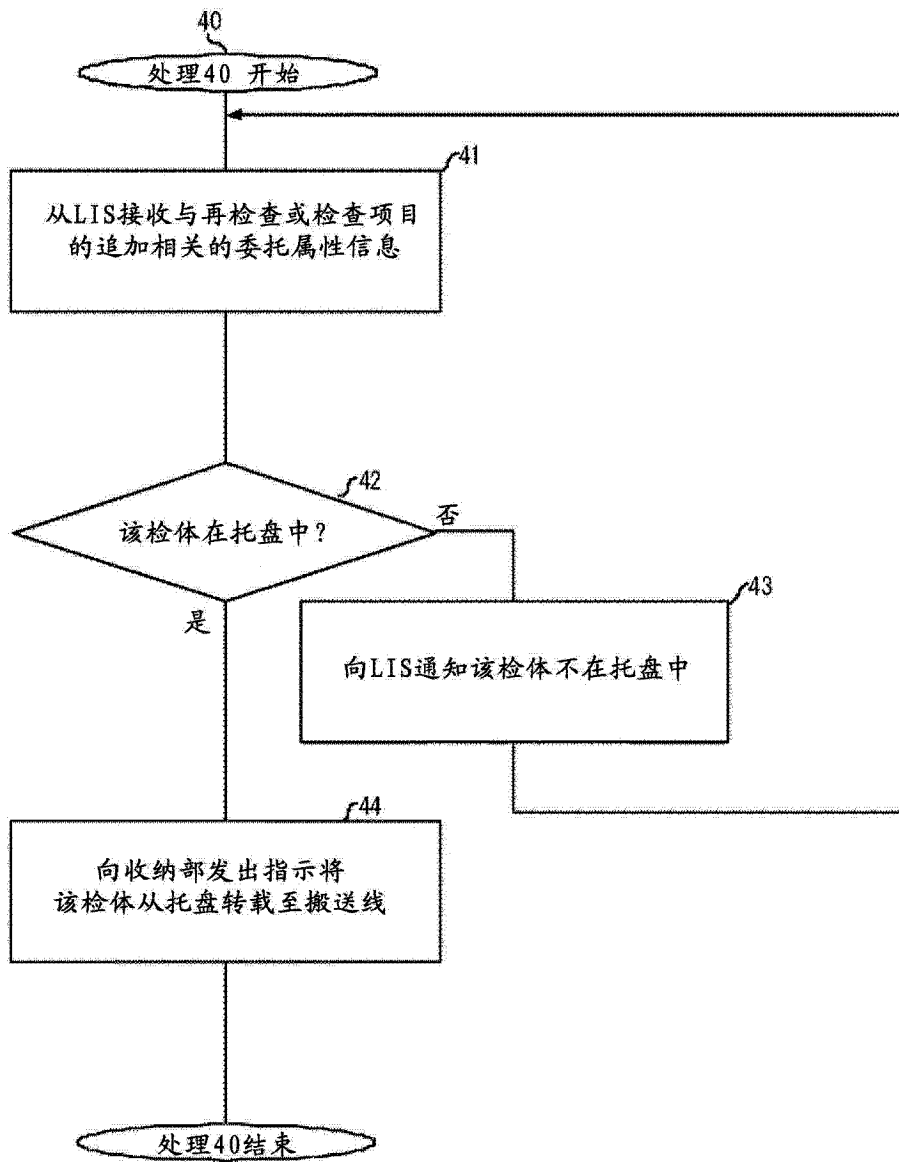 40
处理40 开始
41
从LIS接收与再检查或检查项目
的追加相关的委托属性信息
42
该检体在托盘中?
否
是
43
向LIS通知该检体不在托盘中
44
向收纳部发出指示将
该检体从托盘转载至搬送线
处理40结束